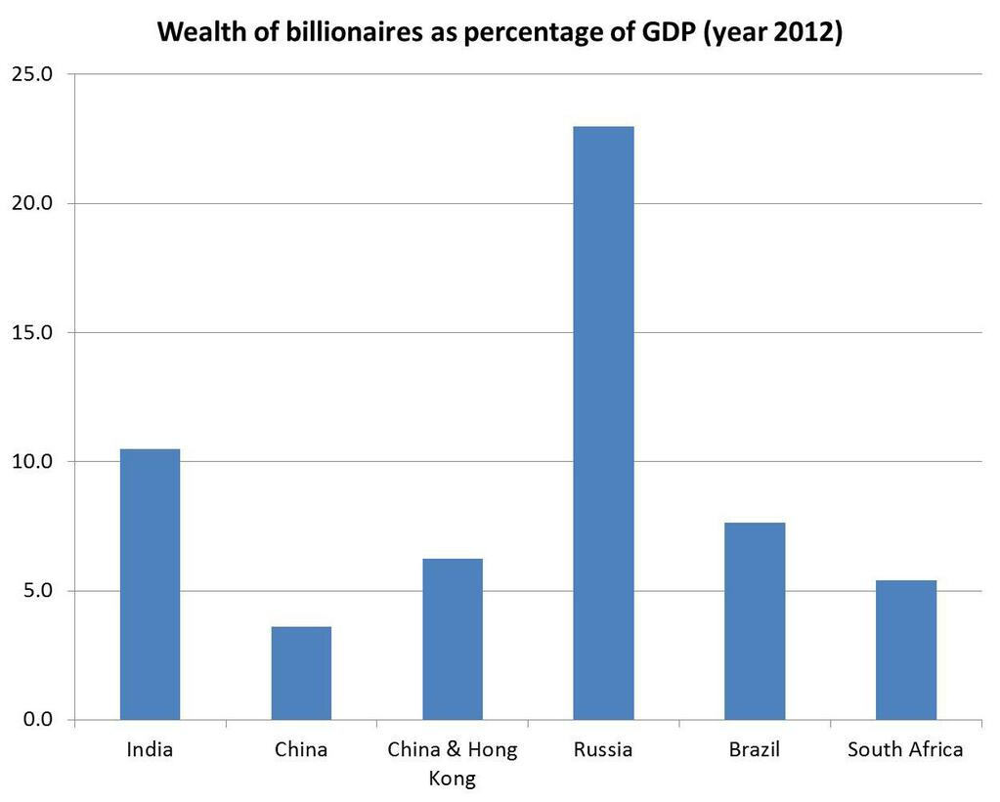 Wealth of billionaires as percentage of GDP (year 2012)
25.0
20.0
15.0
10.0
5.0
0.0
India
China
China & Hong
Kong
Russia
Brazil
South Africa